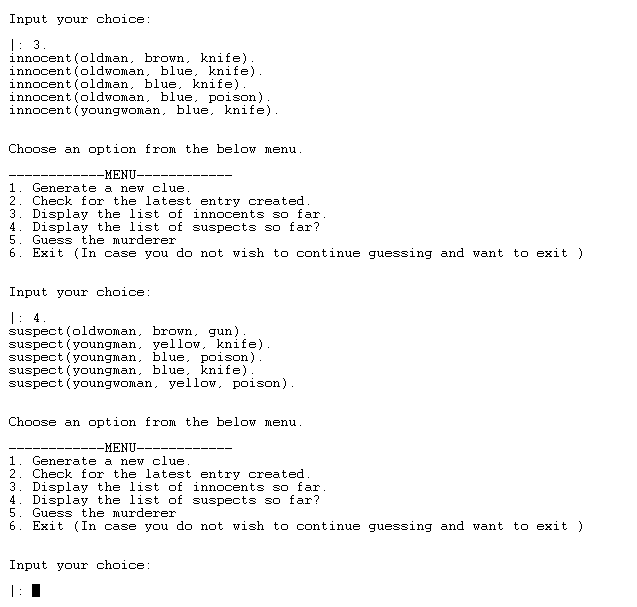 Input your choice:
|: 3.
innocent(oldman, brown, knife).
innocent(oldwoman, blue, knife).
innocent(oldman, blue, knife).
innocent(oldwoman, blue, poison).
innocent(youngwoman, blue, knife).
Choose an option from the below menu.
------------MENU------------
1. Generate a new clue.
2. Check for the latest entry created.
3. Display the list of innocents so far.
4. Display the list of suspects so far?
5. Guess the murderer
6. Exit (In case you do not wish to continue guessing and want to exit )
Input your choice:
|: 4.
suspect(oldwoman, brown, gun).
suspect(youngman, yellow, knife).
suspect(youngman, blue, poison).
suspect(youngman, blue, knife).
suspect(youngwoman, yellow, poison).
Choose an option from the below menu.
------------MENU------------
1. Generate a new clue.
2. Check for the latest entry created.
3. Display the list of innocents so far.
4. Display the list of suspects so far?
5. Guess the murderer
6. Exit (In case you do not wish to continue guessing and want to exit )
Input your choice:
|: